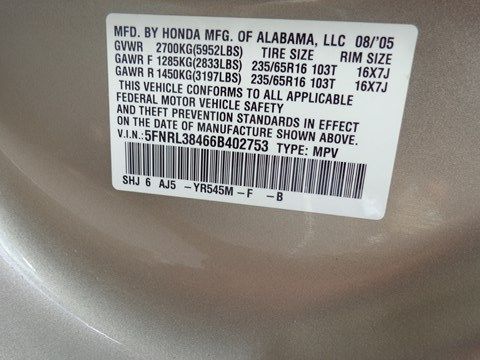 MFD. BY HONDA MFG. OF ALABAMA, LLC 08/'05
GVWR 2700KG(5952LBS) TIRE SIZE RIM SIZE
GAWR F 1285KG(2833LBS) 235/65R16 103T 16X7J
GAWR R 1450KG(3197LBS) 235/65R16 103T 16X7J
THIS VEHICLE CONFORMS TO ALL APPLICABLE
FEDERAL MOTOR VEHICLE SAFETY
AND THEFT PREVENTION STANDARDS IN EFFECT
ON THE DATE OF MANUFACTURE SHOWN ABOVE.
V.I.N.: 5FNRL38466B402753 TYPE: MPV
SHJ 6 AJ5 -YR545M-F -B